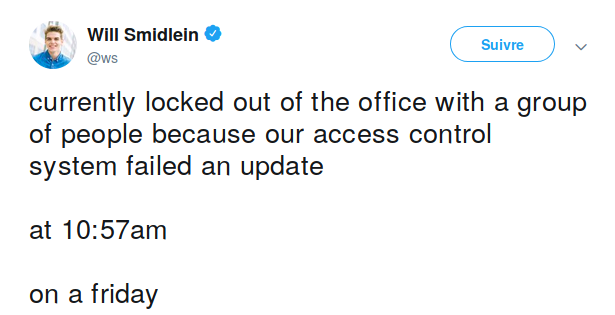 Will Smidlein
@ws
Suivre
currently locked out of the office with a group
of people because our access control
system failed an update
at 10:57am
on a friday